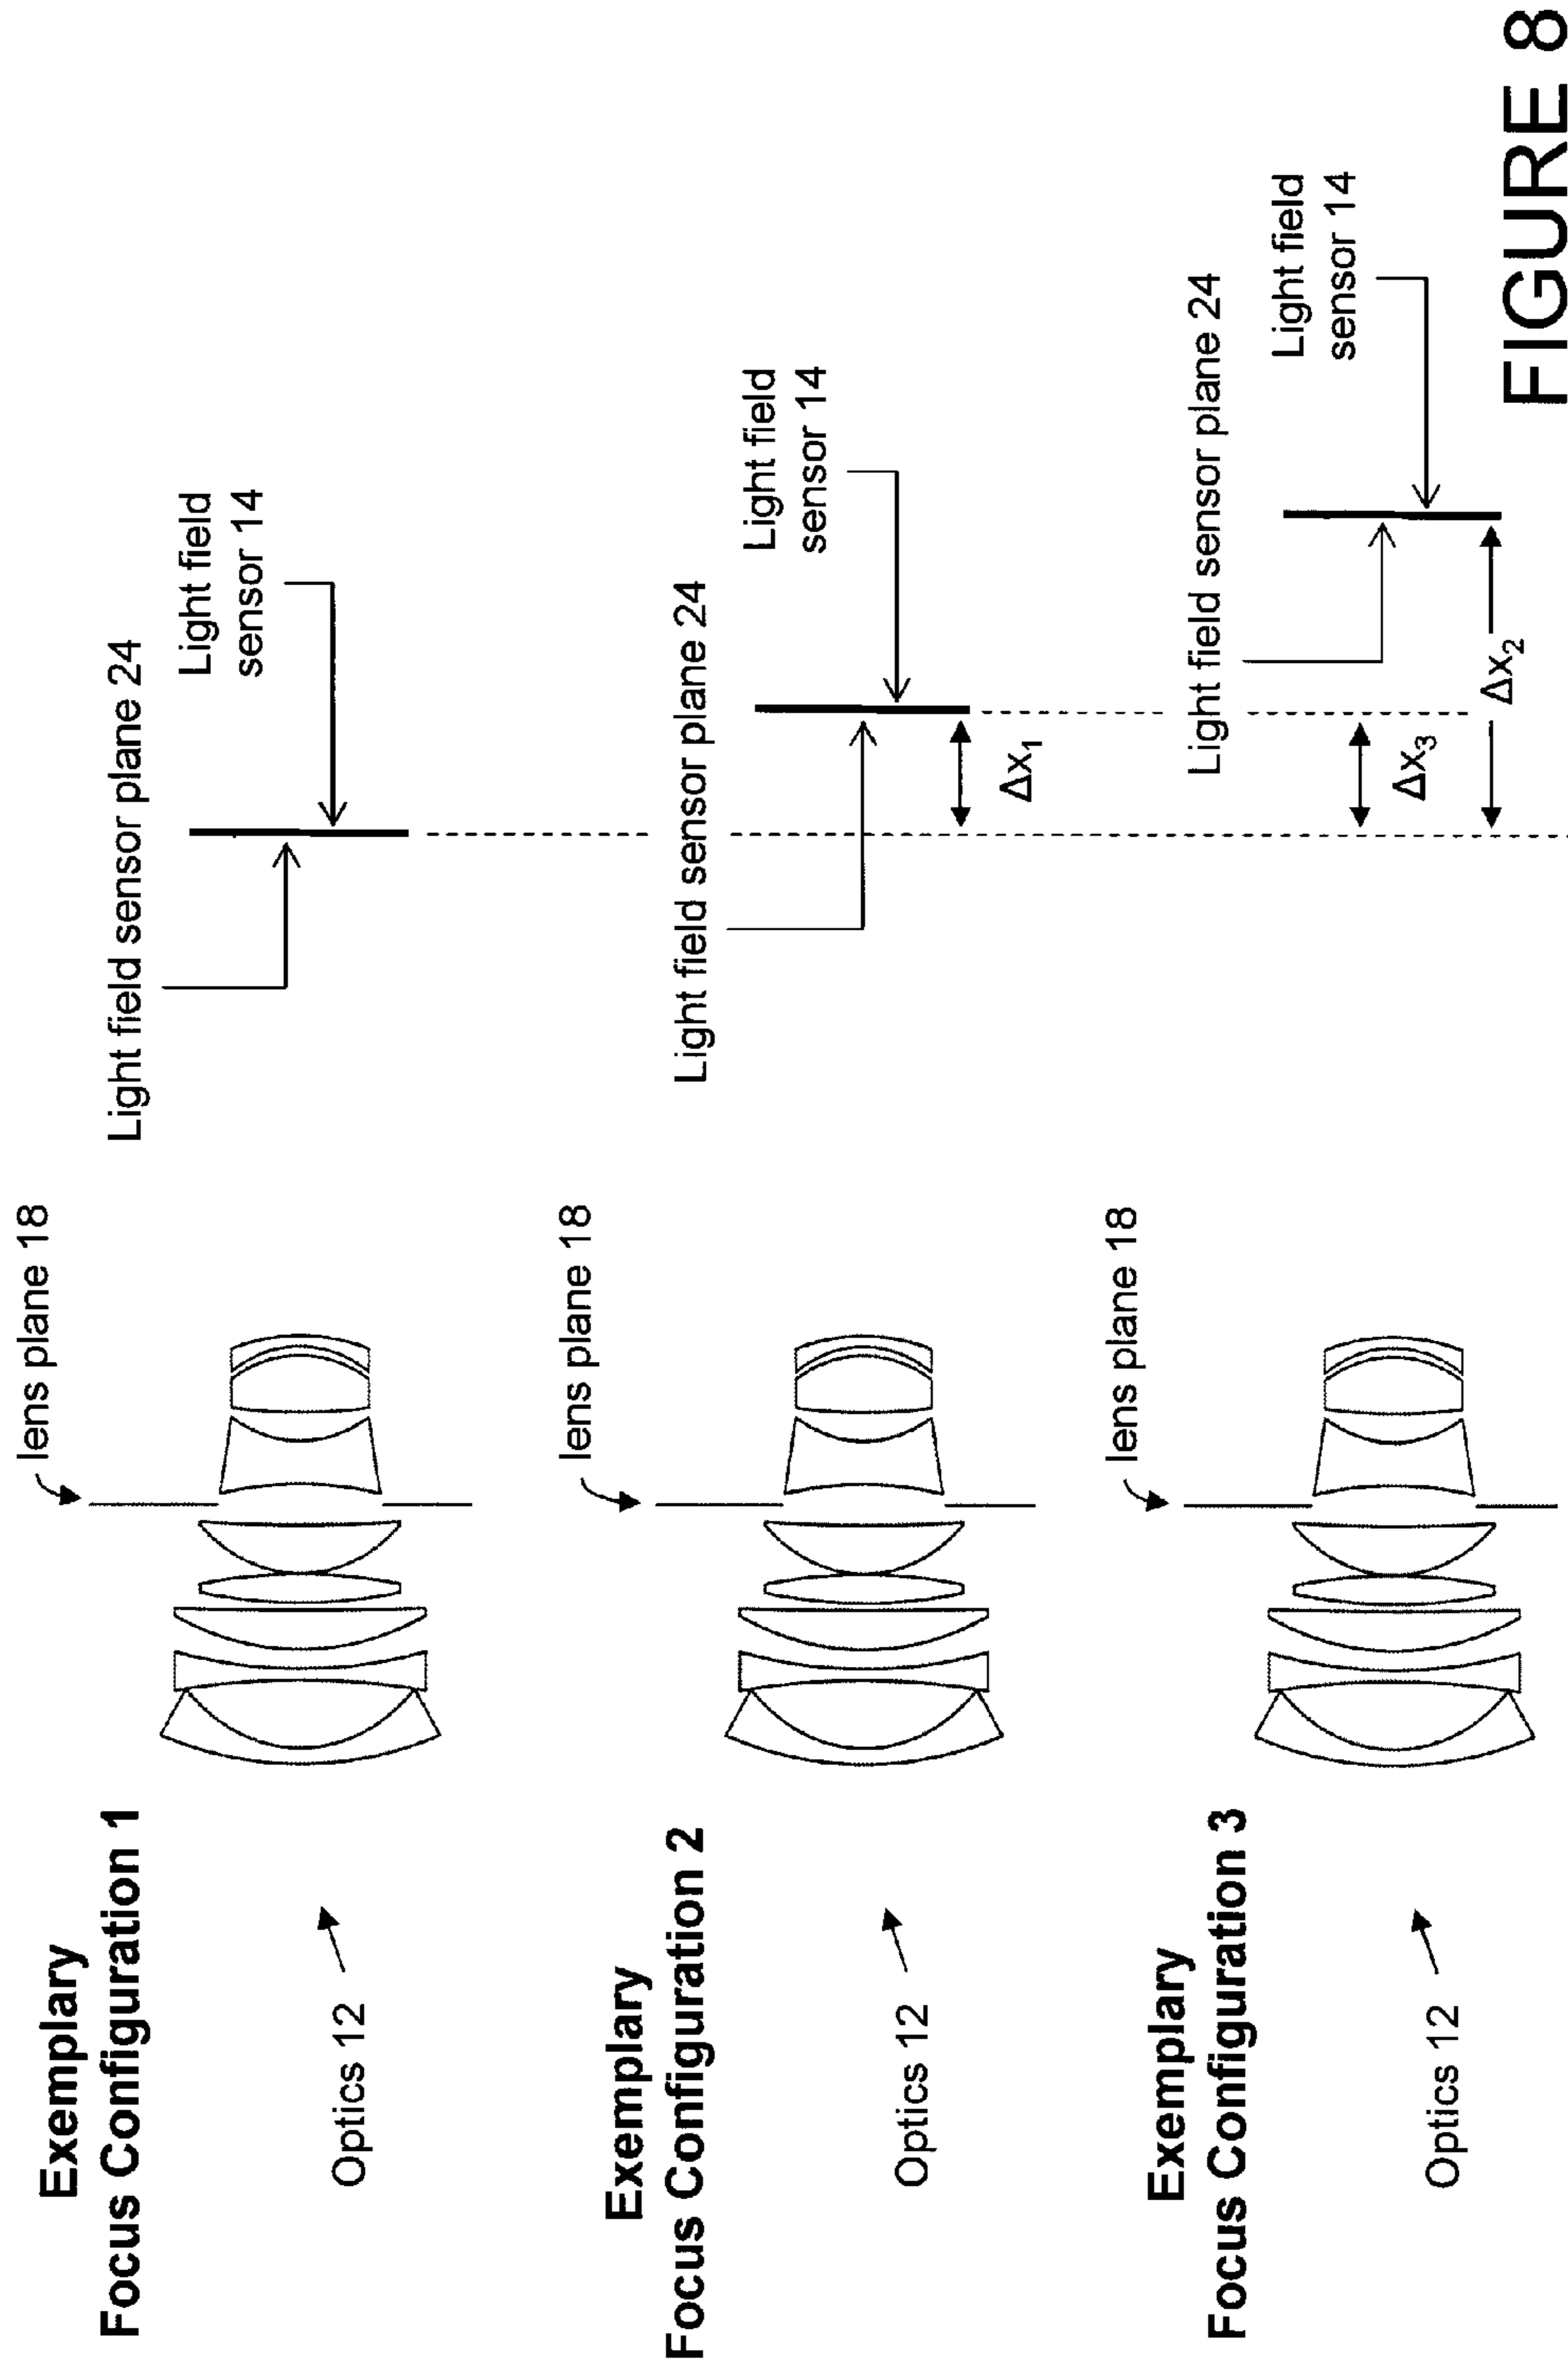 Exemplary
Focus Configuration 1
Optics 12
lens plane 18
Light field sensor plane 24
Light field
sensor 14
Exemplary
Focus Configuration 2
Optics 12
lens plane 18
Light field sensor plane 24
Light field
sensor 14
Δx₁
Exemplary
Focus Configuration 3
Optics 12
lens plane 18
Light field sensor plane 24
Light field
sensor 14
Δx₃
Δx₂
FIGURE 8